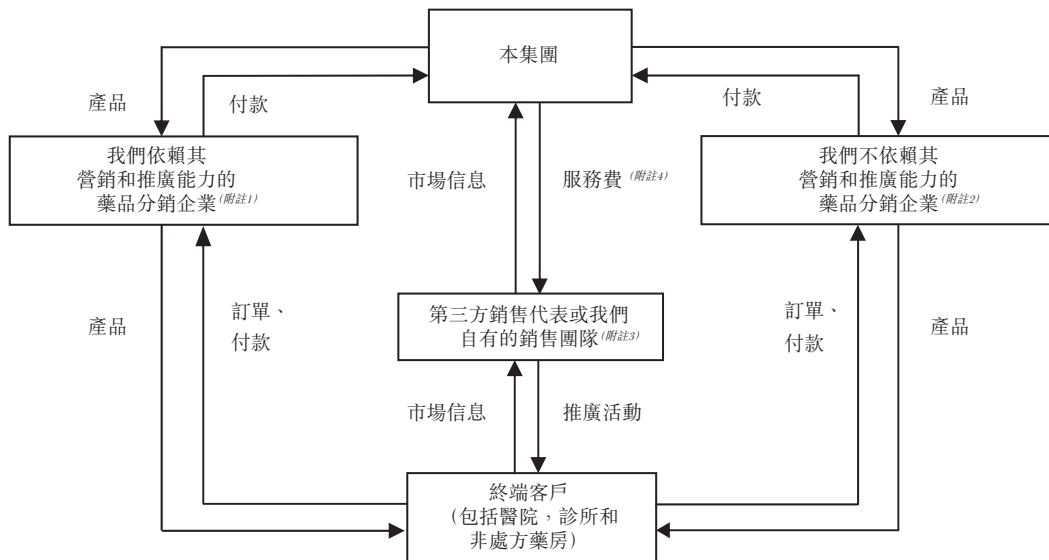 本集團
產品
付款
付款
產品
我們依賴其
營銷和推廣能力的
藥品分銷企業(附註1)
市場信息
服務費(附註4)
我們不依賴其
營銷和推廣能力的
藥品分銷企業(附註2)
產品
訂單、
付款
第三方銷售代表或我們
自有的銷售團隊(附註3)
訂單、
付款
產品
市場信息
推廣活動
終端客戶
(包括醫院，診所和
非處方藥房)